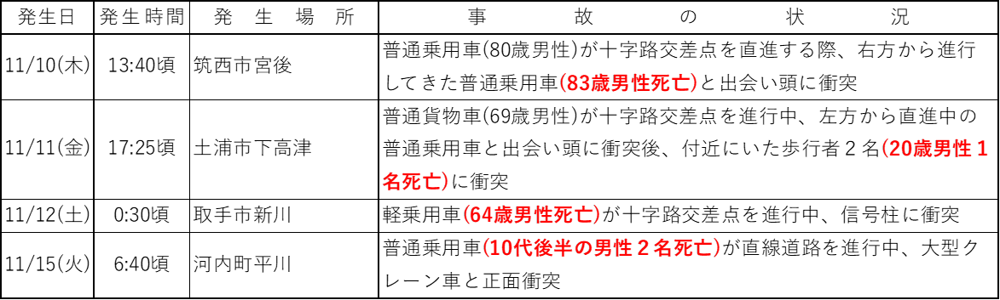 発生日 発生時間 発生場所 事故の状況
11/10(木) 13:40頃 筑西市宮後 普通乗用車(80歳男性)が十字路交差点を直進する際、右方から進行
してきた普通乗用車(83歳男性死亡)と出会い頭に衝突
11/11(金) 17:25頃 土浦市下高津 普通貨物車(69歳男性)が十字路交差点を進行中、左方から直進中の
普通乗用車と出会い頭に衝突後、付近にいた歩行者２名(20歳男性１
名死亡)に衝突
11/12(土) 0:30頃 取手市新川 軽乗用車(64歳男性死亡)が十字路交差点を進行中、信号柱に衝突
11/15(火) 6:40頃 河内町平川 普通乗用車(10代後半の男性２名死亡)が直線道路を進行中、大型ク
レーン車と正面衝突